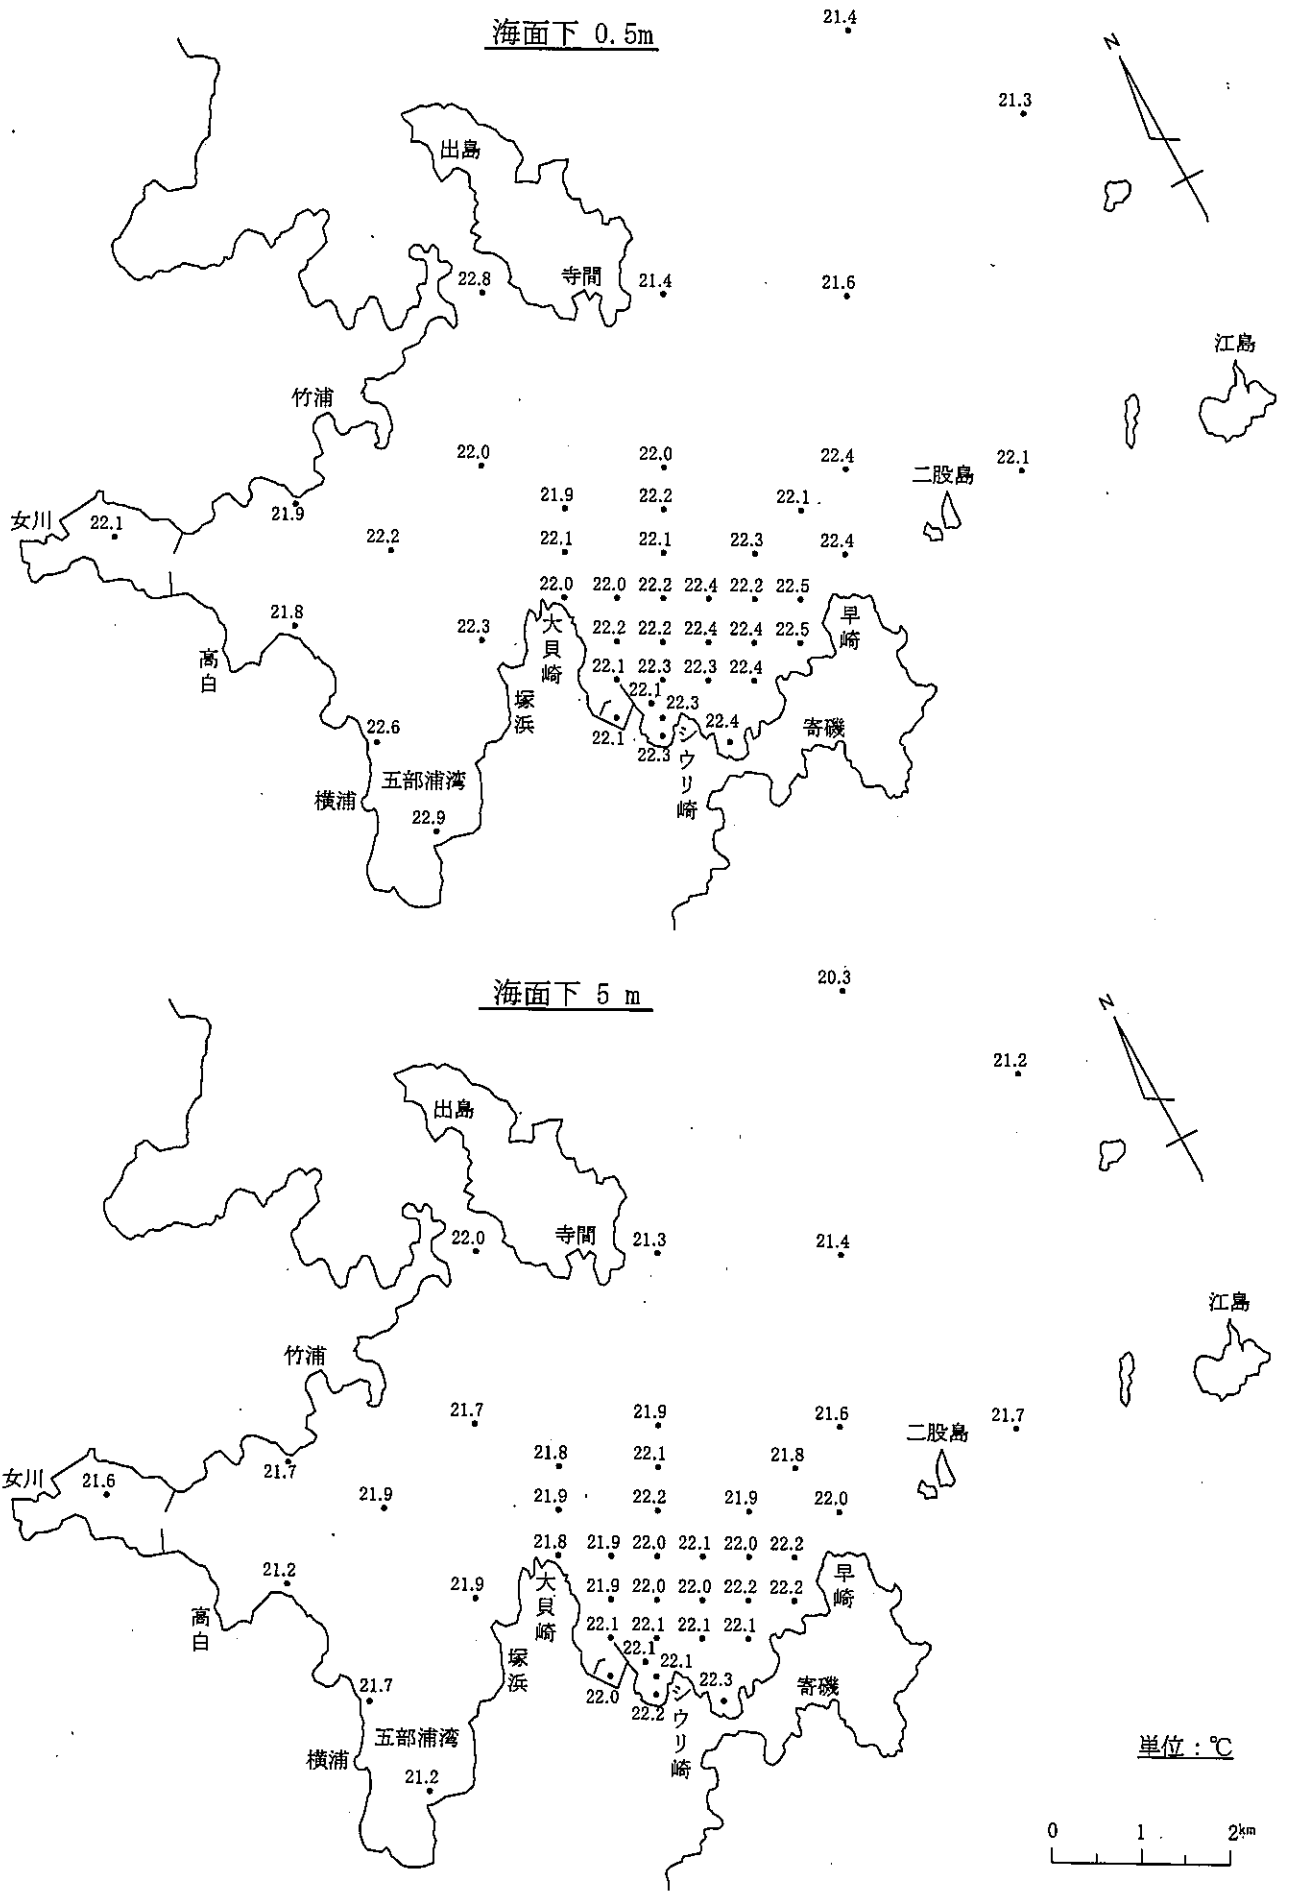 海面下 0.5m
21.4
N
21.3
出島
22.8
寺間
21.4
21.6
江島
竹浦
22.0
22.0
22.4
二股島
22.1
21.9
21.9
22.2
22.1
女川
22.1
22.2
22.1
22.1
22.3
22.4
22.0
22.0
22.2
22.4
22.2
22.5
21.8
22.3
大貝崎
22.2
22.2
22.4
22.4
22.5
早崎
高白
22.1
22.3
22.3
22.4
塚浜
22.1
22.3
22.6
22.1
22.3
シウリ崎
22.4
寄磯
五部浦湾
横浦
22.9
海面下 5 m
20.3
N
21.2
出島
22.0
寺間
21.3
21.4
江島
竹浦
21.7
21.9
21.6
二股島
21.7
21.7
21.8
22.1
21.8
女川
21.6
21.9
21.9
22.2
21.9
22.0
21.8
21.9
22.0
22.1
22.0
22.2
21.2
21.9
大貝崎
21.9
22.0
22.0
22.2
22.2
早崎
高白
22.1
22.1
22.1
22.1
塚浜
22.1
22.1
21.7
22.0
22.2
シウリ崎
22.3
寄磯
五部浦湾
横浦
21.2
単位：℃
0 1 2km